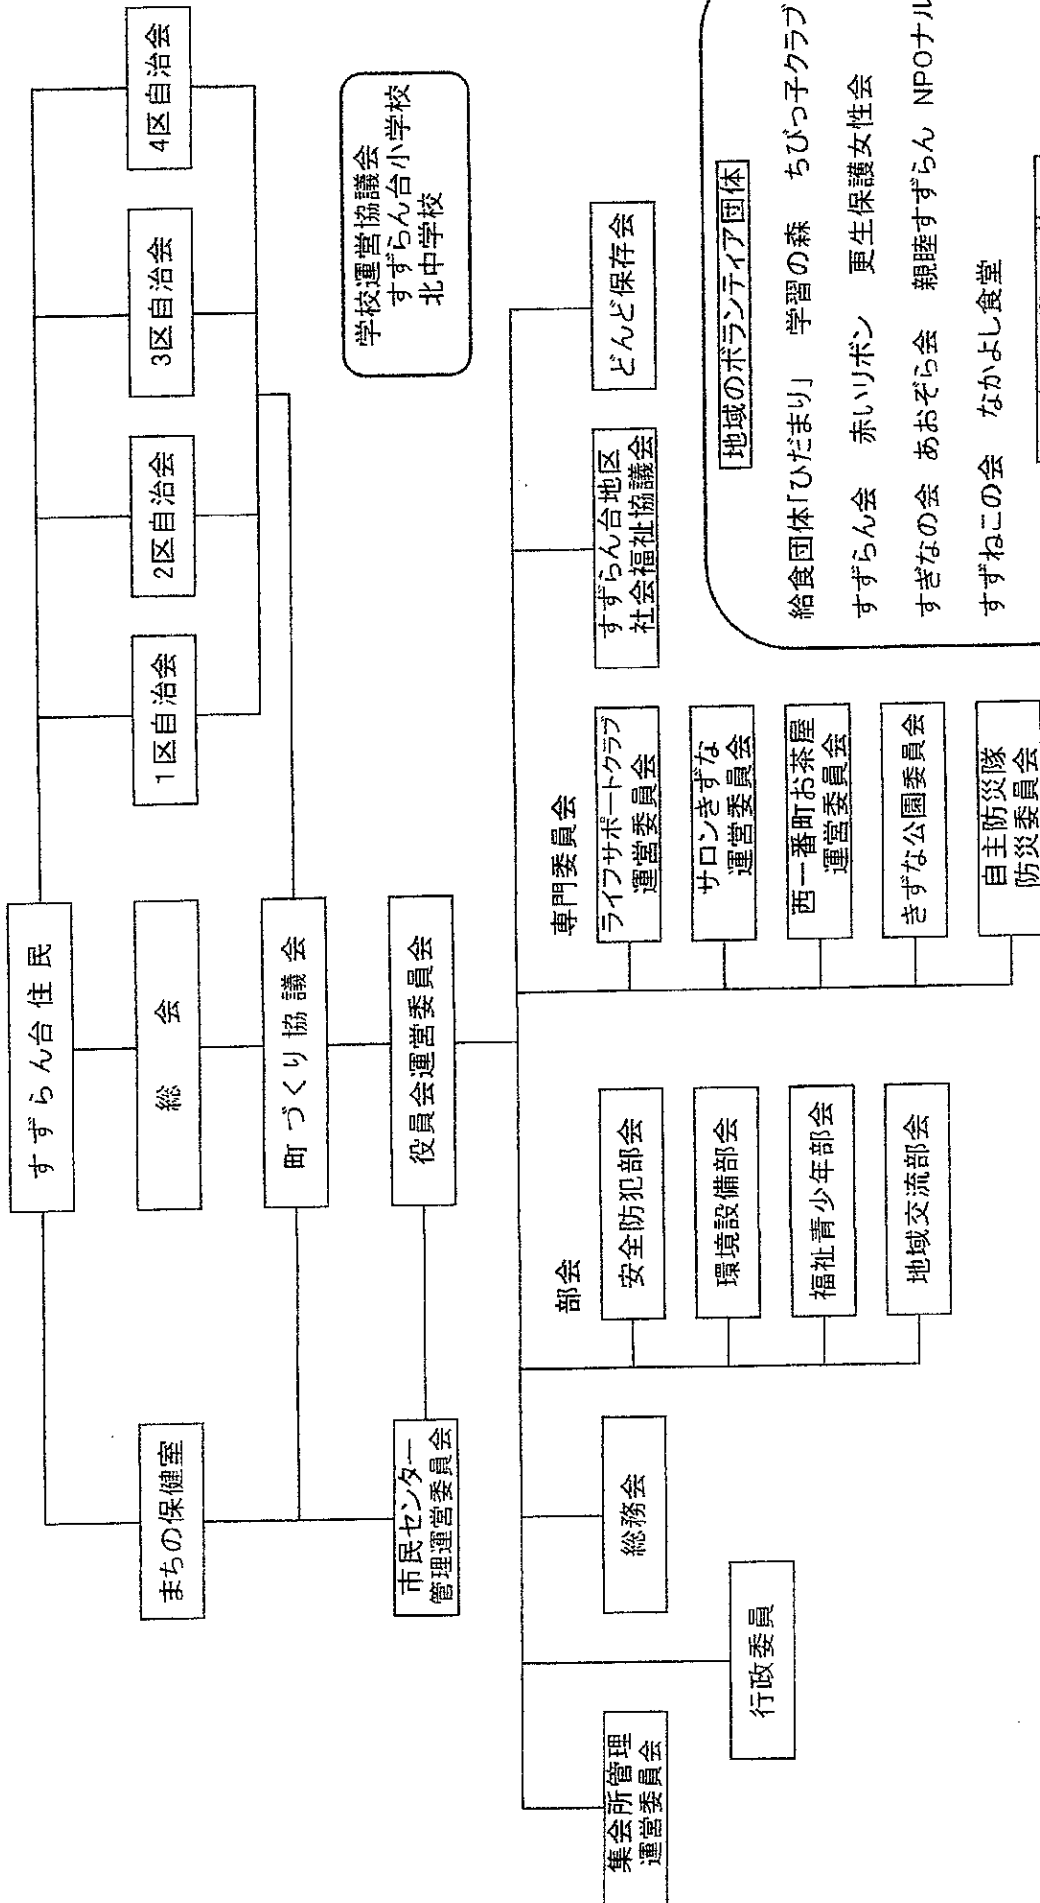 すずらん台住民
総　会
町づくり協議会
役員会運営委員会
まちの保健室
市民センター
管理運営委員会
1区自治会
2区自治会
3区自治会
4区自治会
学校運営協議会
すずらん台小学校
北中学校
集会所管理
運営委員会
行政委員
総務会
部会
安全防犯部会
環境設備部会
福祉青少年部会
地域交流部会
専門委員会
ライフサポートクラブ
運営委員会
サロンきずな
運営委員会
西一番町お茶屋
運営委員会
きずな公園委員会
自主防災隊
防災委員会
すずらん台地区
社会福祉協議会
どんど保存会
地域のボランティア団体
給食団体「ひだまり」　学習の森　ちびっ子クラブ
すずらん会　赤いリボン　更生保護女性会
すぎなの会　あおぞら会　親睦すずらん　NPOナル
すずねこの会　なかよし食堂